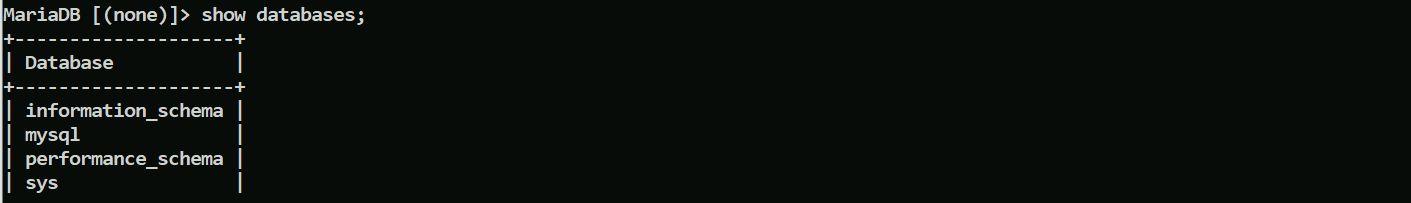 MariaDB [(none)]> show databases;
+--------------------+
| Database           |
+--------------------+
| information_schema |
| mysql              |
| performance_schema |
| sys                |